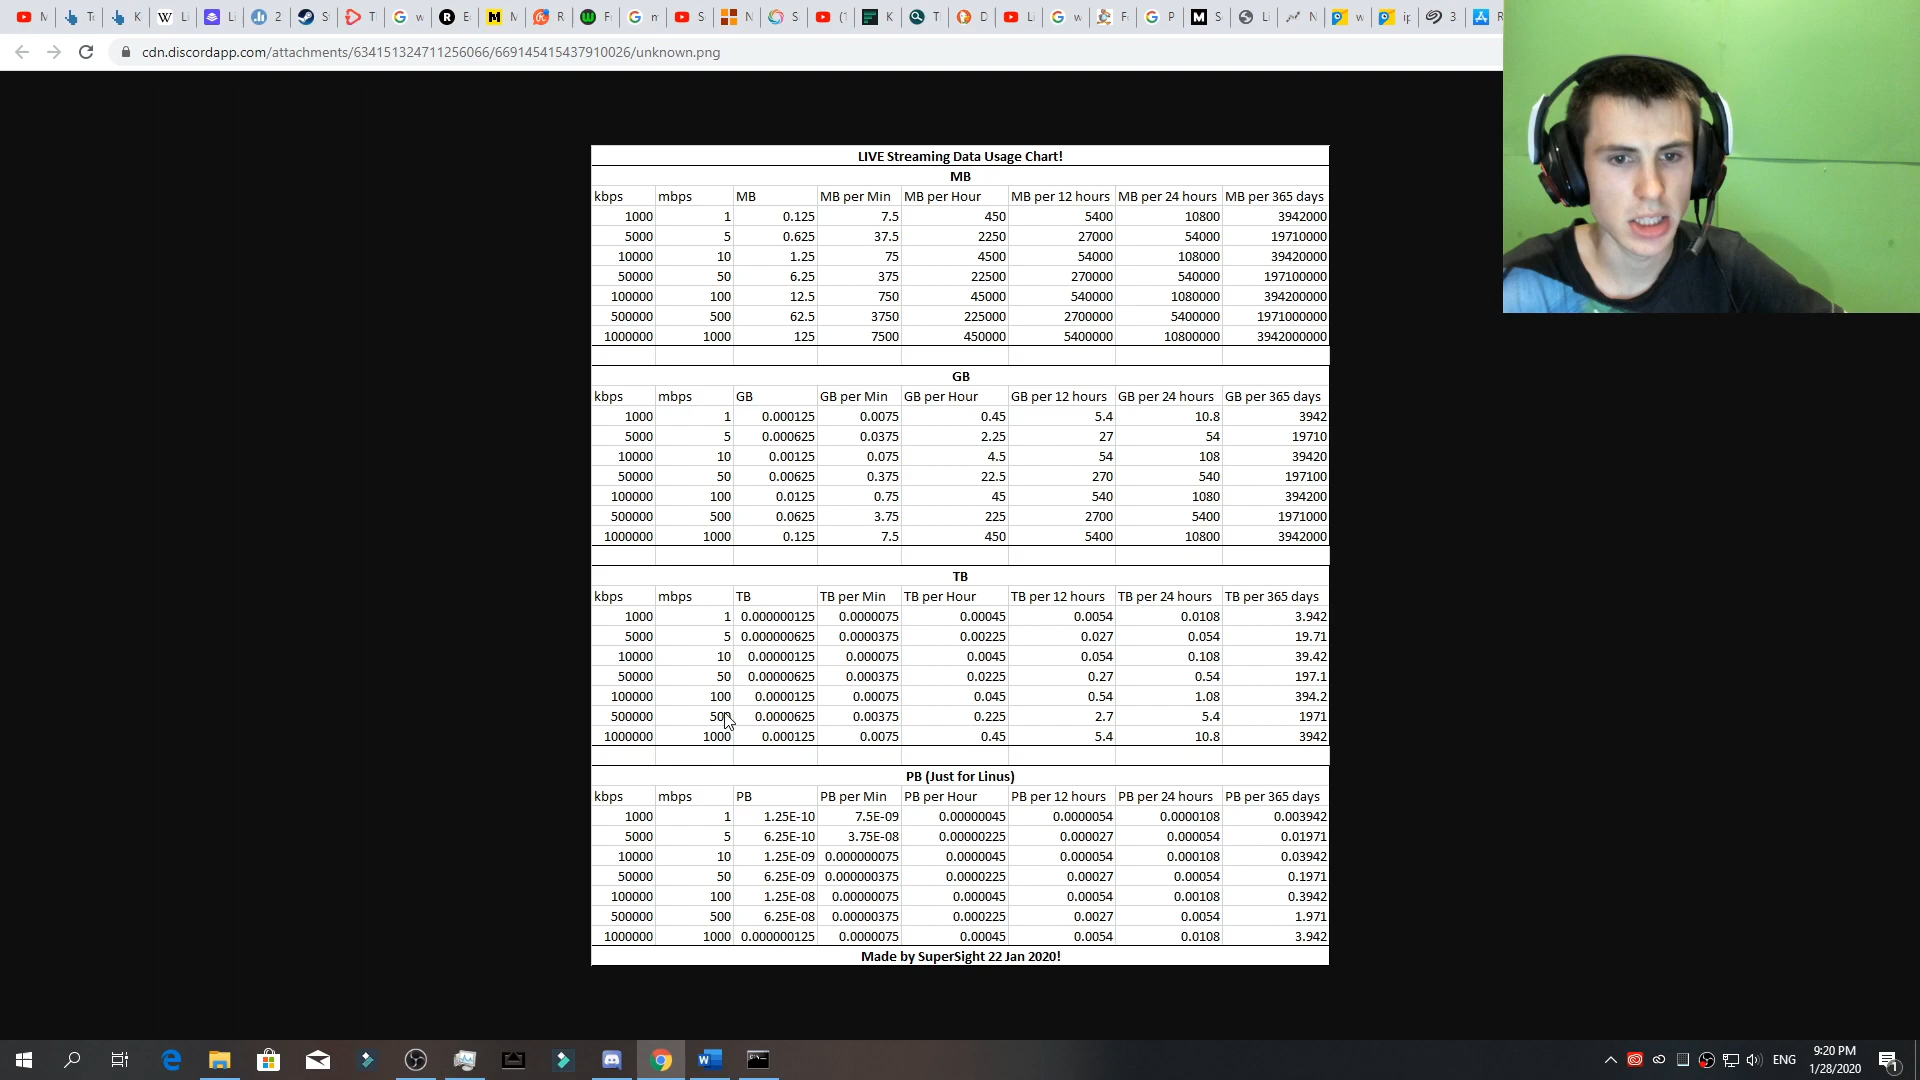 M
To
K
W
Li
Li
2
S
T
w
E
M
R
F
m
S
N
S
(1
K
T
D
Li
w
F
P
S
Li
N
w
ip
3
R
cdn.discordapp.com/attachments/634151324711256066/669145415437910026/unknown.png
LIVE Streaming Data Usage Chart!
MB
kbps mbps MB MB per Min MB per Hour MB per 12 hours MB per 24 hours MB per 365 days
1000 1 0.125 7.5 450 5400 10800 3942000
5000 5 0.625 37.5 2250 27000 54000 19710000
10000 10 1.25 75 4500 54000 108000 39420000
50000 50 6.25 375 22500 270000 540000 197100000
100000 100 12.5 750 45000 540000 1080000 394200000
500000 500 62.5 3750 225000 2700000 5400000 1971000000
1000000 1000 125 7500 450000 5400000 10800000 3942000000
GB
kbps mbps GB GB per Min GB per Hour GB per 12 hours GB per 24 hours GB per 365 days
1000 1 0.000125 0.0075 0.45 5.4 10.8 3942
5000 5 0.000625 0.0375 2.25 27 54 19710
10000 10 0.00125 0.075 4.5 54 108 39420
50000 50 0.00625 0.375 22.5 270 540 197100
100000 100 0.0125 0.75 45 540 1080 394200
500000 500 0.0625 3.75 225 2700 5400 1971000
1000000 1000 0.125 7.5 450 5400 10800 3942000
TB
kbps mbps TB TB per Min TB per Hour TB per 12 hours TB per 24 hours TB per 365 days
1000 1 0.000000125 0.0000075 0.00045 0.0054 0.0108 3.942
5000 5 0.000000625 0.0000375 0.00225 0.027 0.054 19.71
10000 10 0.00000125 0.000075 0.0045 0.054 0.108 39.42
50000 50 0.00000625 0.000375 0.0225 0.27 0.54 197.1
100000 100 0.0000125 0.00075 0.045 0.54 1.08 394.2
500000 500 0.0000625 0.00375 0.225 2.7 5.4 1971
1000000 1000 0.000125 0.0075 0.45 5.4 10.8 3942
PB (Just for Linus)
kbps mbps PB PB per Min PB per Hour PB per 12 hours PB per 24 hours PB per 365 days
1000 1 1.25E-10 7.5E-09 0.00000045 0.0000054 0.0000108 0.003942
5000 5 6.25E-10 3.75E-08 0.00000225 0.000027 0.000054 0.01971
10000 10 1.25E-09 0.000000075 0.0000045 0.000054 0.000108 0.03942
50000 50 6.25E-09 0.000000375 0.0000225 0.00027 0.00054 0.1971
100000 100 1.25E-08 0.00000075 0.000045 0.00054 0.00108 0.3942
500000 500 6.25E-08 0.00000375 0.000225 0.0027 0.0054 1.971
1000000 1000 0.000000125 0.0000075 0.00045 0.0054 0.0108 3.942
Made by SuperSight 22 Jan 2020!
ENG
9:20 PM
1/28/2020
1